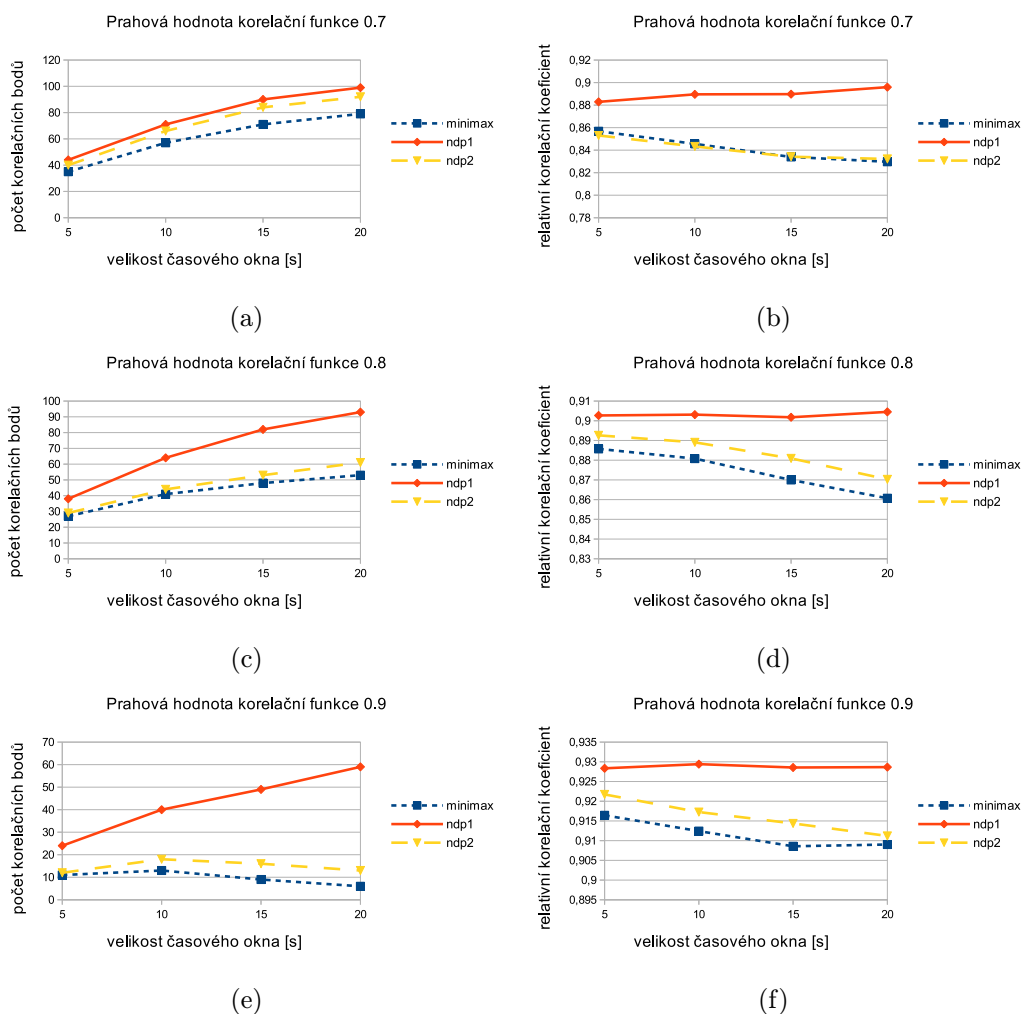 Prahová hodnota korelační funkce 0.7
počet korelačních bodů
120
100
80
60
40
20
0
5 10 15 20
velikost časového okna [s]
minimax
ndp1
ndp2
(a)
Prahová hodnota korelační funkce 0.7
relativní korelační koeficient
0,92
0,9
0,88
0,86
0,84
0,82
0,8
0,78
5 10 15 20
velikost časového okna [s]
minimax
ndp1
ndp2
(b)
Prahová hodnota korelační funkce 0.8
počet korelačních bodů
100
90
80
70
60
50
40
30
20
10
0
5 10 15 20
velikost časového okna [s]
minimax
ndp1
ndp2
(c)
Prahová hodnota korelační funkce 0.8
relativní korelační koeficient
0,91
0,9
0,89
0,88
0,87
0,86
0,85
0,84
0,83
5 10 15 20
velikost časového okna [s]
minimax
ndp1
ndp2
(d)
Prahová hodnota korelační funkce 0.9
počet korelačních bodů
70
60
50
40
30
20
10
0
5 10 15 20
velikost časového okna [s]
minimax
ndp1
ndp2
(e)
Prahová hodnota korelační funkce 0.9
relativní korelační koeficient
0,935
0,93
0,925
0,92
0,915
0,91
0,905
0,9
0,895
5 10 15 20
velikost časového okna [s]
minimax
ndp1
ndp2
(f)